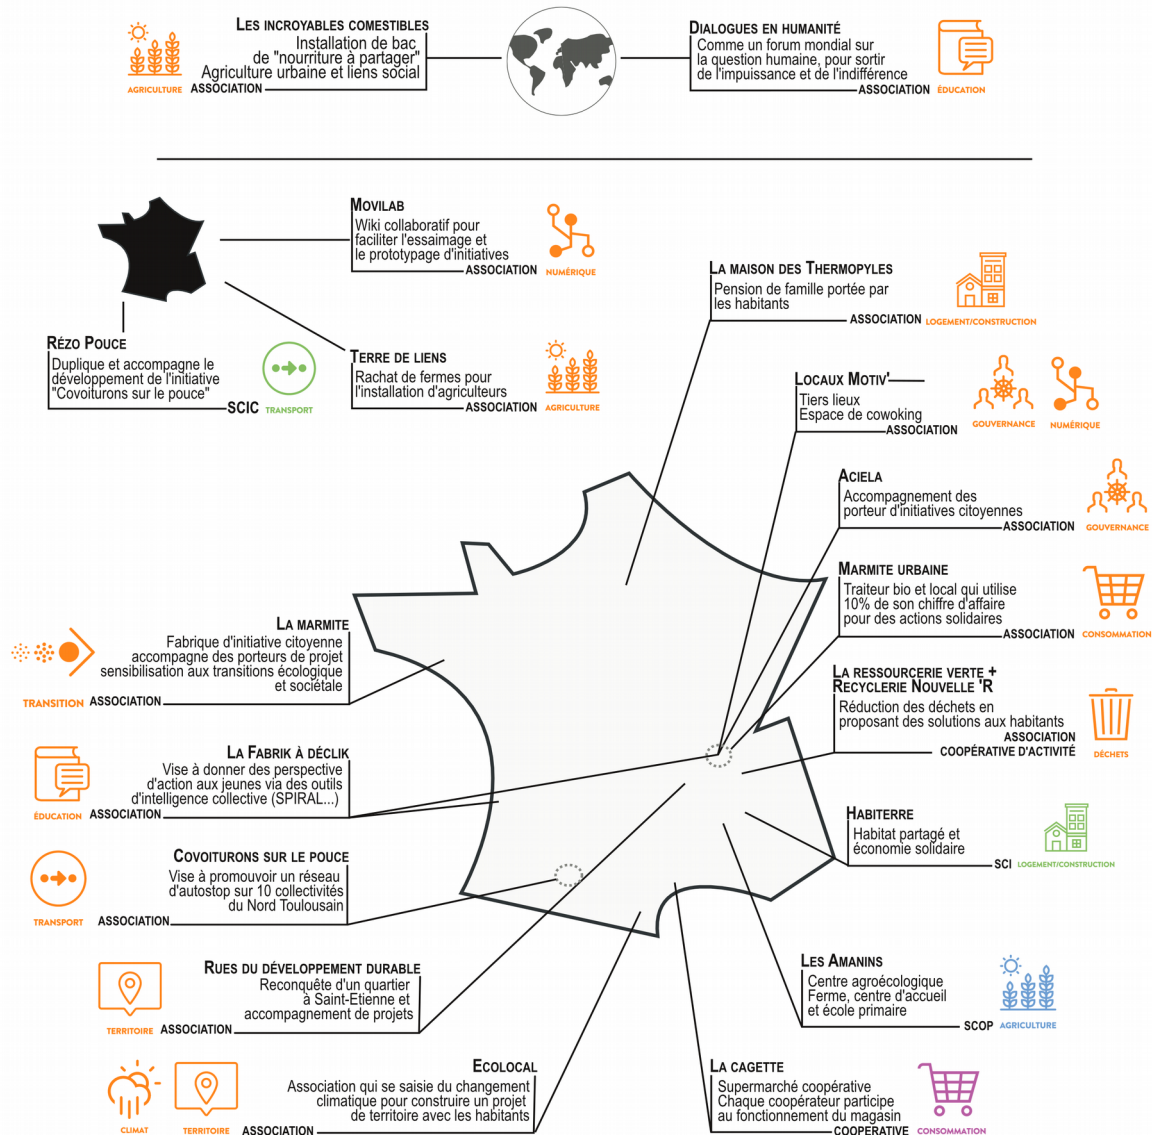 LES INCROYABLES COMESTIBLES
Installation de bac
de "nourriture à partager"
Agriculture urbaine et liens social
ASSOCIATION
AGRICULTURE
DIALOGUES EN HUMANITÉ
Comme un forum mondial sur
la question humaine, pour sortir
de l'impuissance et de l'indifférence
ASSOCIATION
ÉDUCATION
MOVILAB
Wiki collaboratif pour
faciliter l'essaimage et
le prototypage d'initiatives
ASSOCIATION
NUMÉRIQUE
RÉZO POUCE
Duplique et accompagne le
développement de l'initiative
"Covoiturons sur le pouce"
SCIC
TRANSPORT
TERRE DE LIENS
Rachat de fermes pour
l'installation d'agriculteurs
ASSOCIATION
AGRICULTURE
LA MAISON DES THERMOPYLES
Pension de famille portée par
les habitants
ASSOCIATION
LOGEMENT/CONSTRUCTION
LOCAUX MOTIV'
Tiers lieux
Espace de cowoking
ASSOCIATION
GOUVERNANCE
NUMÉRIQUE
ACIELA
Accompagnement des
porteur d'initiatives citoyennes
ASSOCIATION
GOUVERNANCE
MARMITE URBAINE
Traiteur bio et local qui utilise
10% de son chiffre d'affaire
pour des actions solidaires
ASSOCIATION
CONSOMMATION
LA RESSOURCERIE VERTE +
RECYCLERIE NOUVELLE 'R
Réduction des déchets en
proposant des solutions aux habitants
ASSOCIATION
COOPÉRATIVE D'ACTIVITÉ
DÉCHETS
HABITERRE
Habitat partagé et
économie solidaire
SCI
LOGEMENT/CONSTRUCTION
LA MARMITE
Fabrique d'initiative citoyenne
accompagne des porteurs de projet
sensibilisation aux transitions écologique
et sociétale
ASSOCIATION
TRANSITION
LA FABRIK À DÉCLIK
Vise à donner des perspective
d'action aux jeunes via des outils
d'intelligence collective (SPIRAL...)
ASSOCIATION
ÉDUCATION
COVOITURONS SUR LE POUCE
Vise à promouvoir un réseau
d'autostop sur 10 collectivités
du Nord Toulousain
ASSOCIATION
TRANSPORT
RUES DU DÉVELOPPEMENT DURABLE
Reconquête d'un quartier
à Saint-Etienne et
accompagnement de projets
ASSOCIATION
TERRITOIRE
ECOLOCAL
Association qui se saisie du changement
climatique pour construire un projet
de territoire avec les habitants
ASSOCIATION
CLIMAT
TERRITOIRE
LES AMANINS
Centre agroécologique
Ferme, centre d'accueil
et école primaire
SCOP
AGRICULTURE
LA CAGETTE
Supermarché coopérative
Chaque coopérateur participe
au fonctionnement du magasin
COOPERATIVE
CONSOMMATION